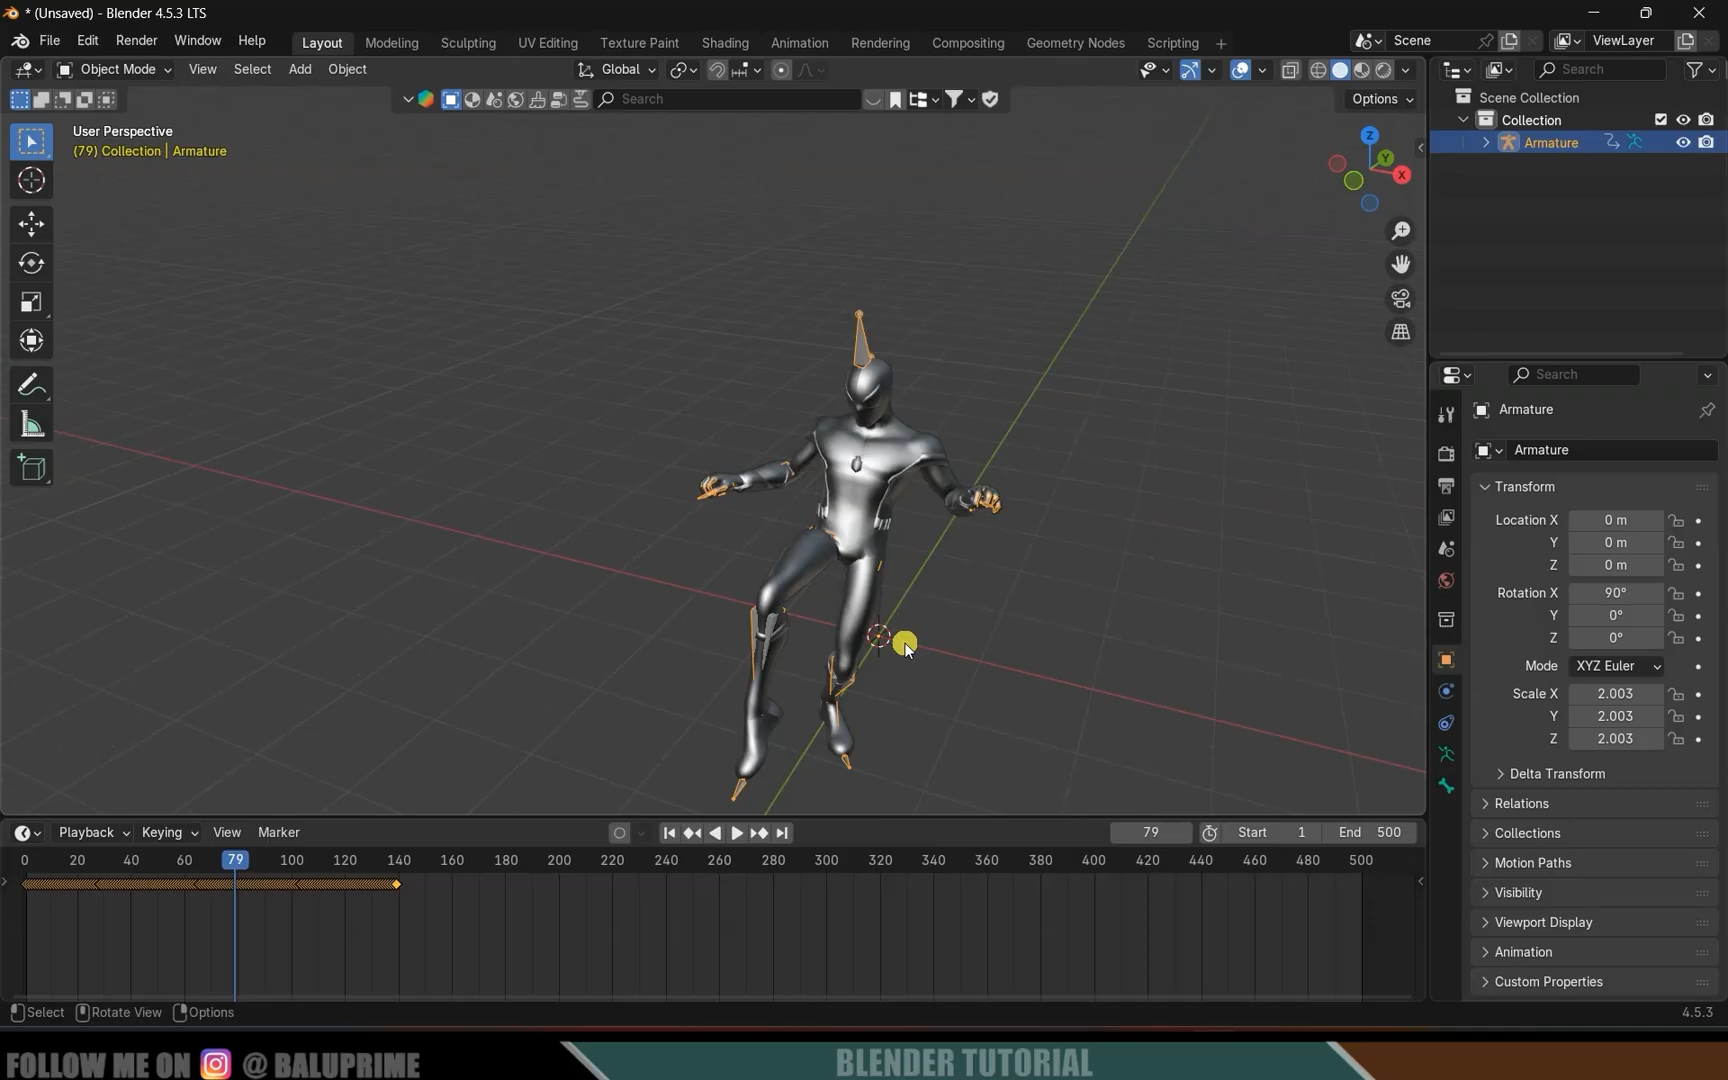 * (Unsaved) - Blender 4.5.3 LTS
File Edit Render Window Help Layout Modeling Sculpting UV Editing Texture Paint Shading Animation Rendering Compositing Geometry Nodes Scripting + Scene ViewLayer
Object Mode View Select Add Object Global Search
Search Options
User Perspective
(79) Collection | Armature
Z
Y
X
Scene Collection
Collection
Armature
Search
Armature
Armature
Transform
Location X 0 m
Y 0 m
Z 0 m
Rotation X 90°
Y 0°
Z 0°
Mode XYZ Euler
Scale X 2.003
Y 2.003
Z 2.003
Delta Transform
Relations
Collections
Motion Paths
Visibility
Viewport Display
Animation
Custom Properties
Playback Keying View Marker 79 Start 1 End 500
0 20 40 60 79 100 120 140 160 180 200 220 240 260 280 300 320 340 360 380 400 420 440 460 480 500
Select Rotate View Options 4.5.3
FOLLOW ME ON @ BALUPRIME BLENDER TUTORIAL